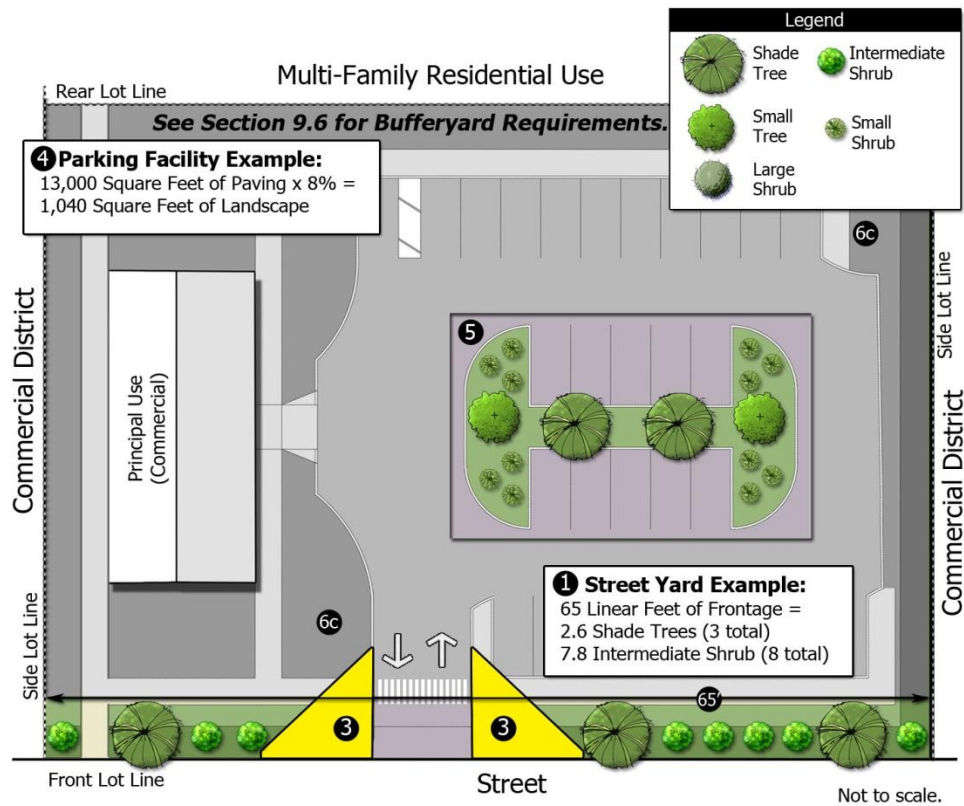 Legend
Shade
Tree
Intermediate
Shrub
Small
Tree
Small
Shrub
Large
Shrub
Multi-Family Residential Use
Rear Lot Line
See Section 9.6 for Bufferyard Requirements.
4 Parking Facility Example:
13,000 Square Feet of Paving x 8% =
1,040 Square Feet of Landscape
6c
Side Lot Line
Commercial District
Commercial District
Principal Use
(Commercial)
5
1 Street Yard Example:
65 Linear Feet of Frontage =
2.6 Shade Trees (3 total)
7.8 Intermediate Shrub (8 total)
6c
Side Lot Line
65'
3
3
Front Lot Line
Street
Not to scale.